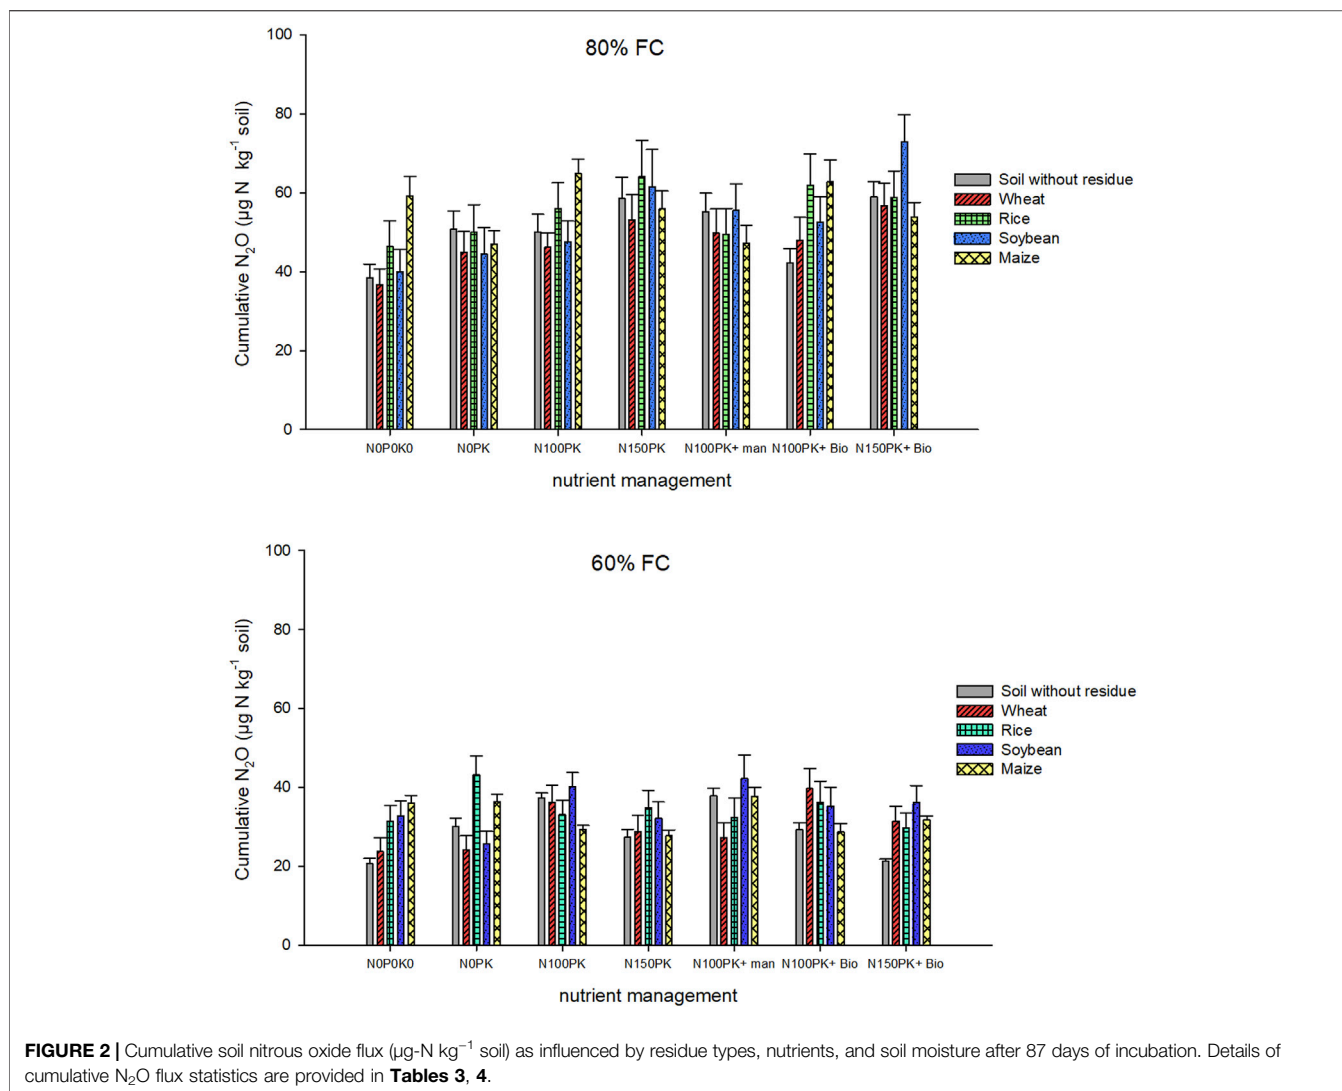 80% FC
100
80
60
40
20
0
Cumulative N₂O (µg N kg⁻¹ soil)
Soil without residue
Wheat
Rice
Soybean
Maize
N0P0K0 N0PK N100PK N150PK N100PK+ man N100PK+ Bio N150PK+ Bio
nutrient management
60% FC
100
80
60
40
20
0
Cumulative N₂O (µg N kg⁻¹ soil)
Soil without residue
Wheat
Rice
Soybean
Maize
N0P0K0 N0PK N100PK N150PK N100PK+ man N100PK+ Bio N150PK+ Bio
nutrient management
FIGURE 2 | Cumulative soil nitrous oxide flux (µg-N kg⁻¹ soil) as influenced by residue types, nutrients, and soil moisture after 87 days of incubation. Details of
cumulative N₂O flux statistics are provided in Tables 3, 4.